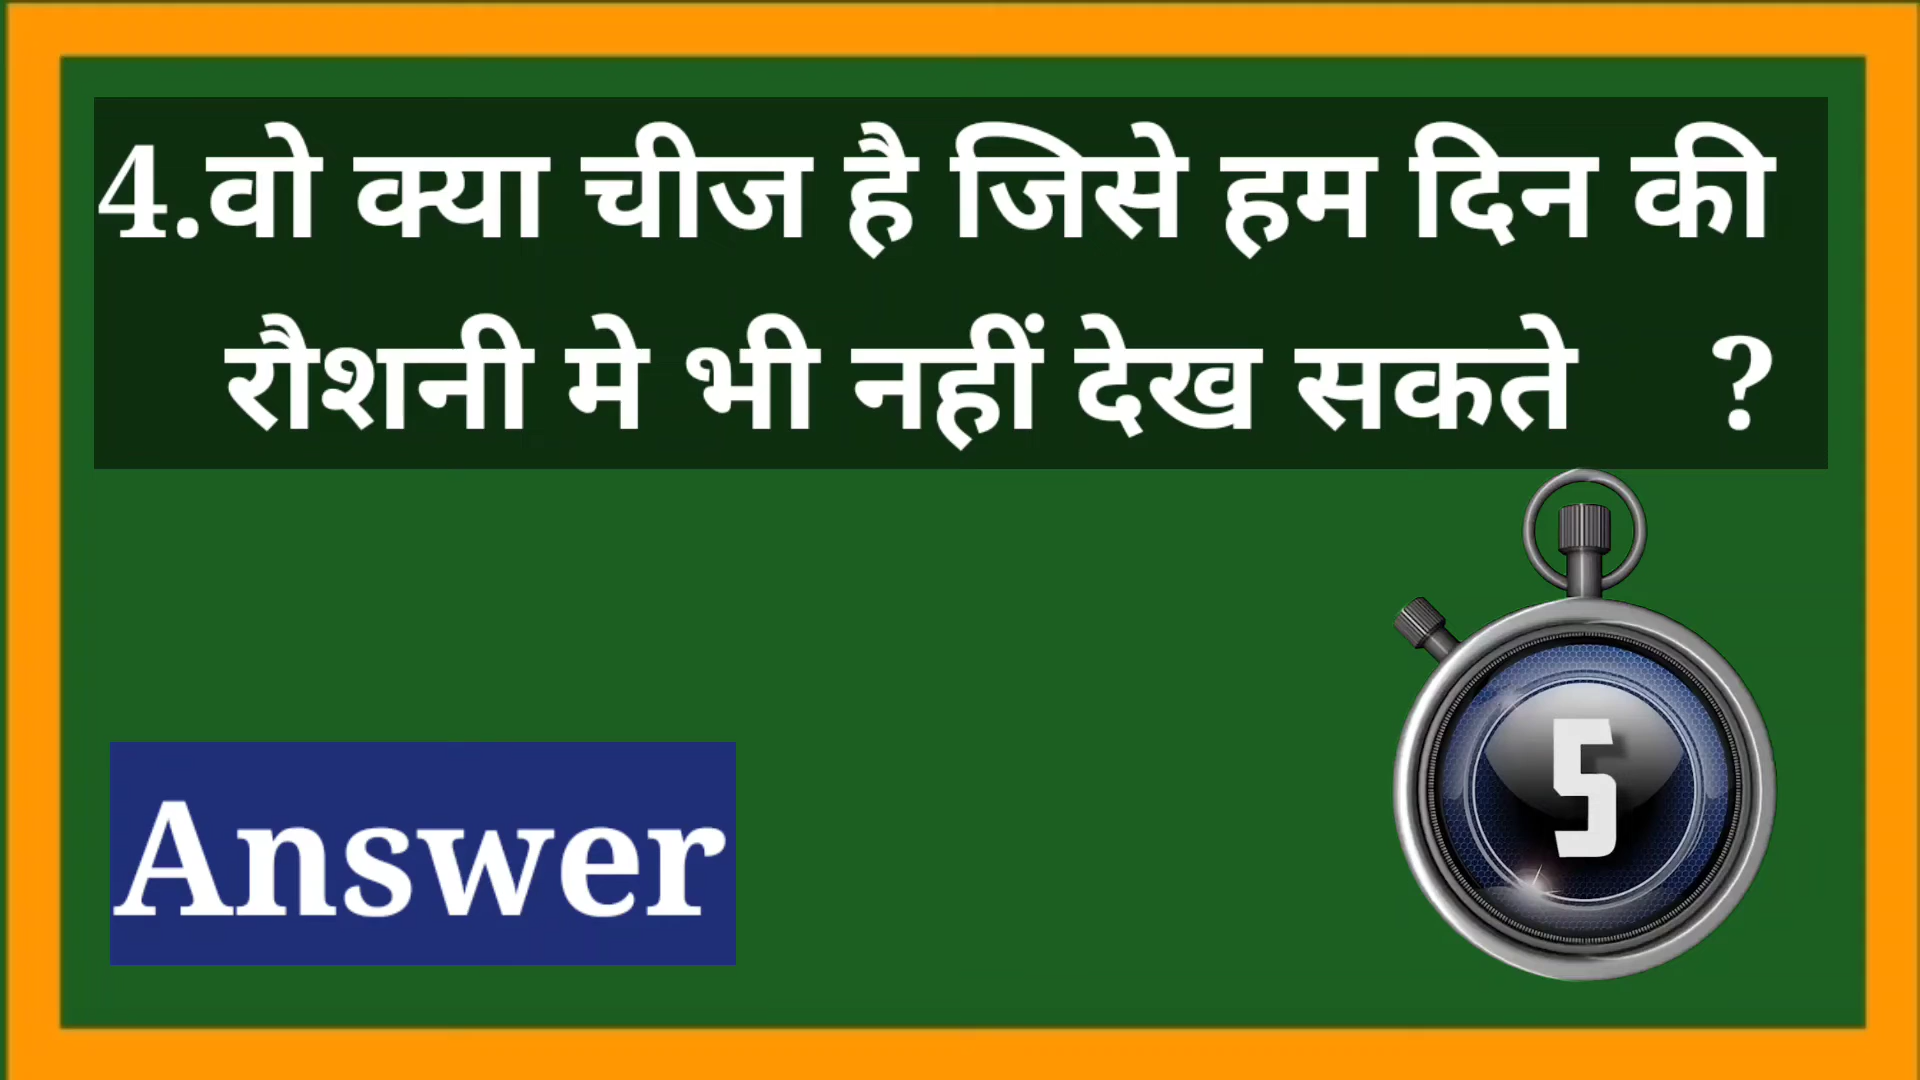 4.वो क्या चीज है जिसे हम दिन की
रौशनी मे भी नहीं देख सकते ?
5
Answer